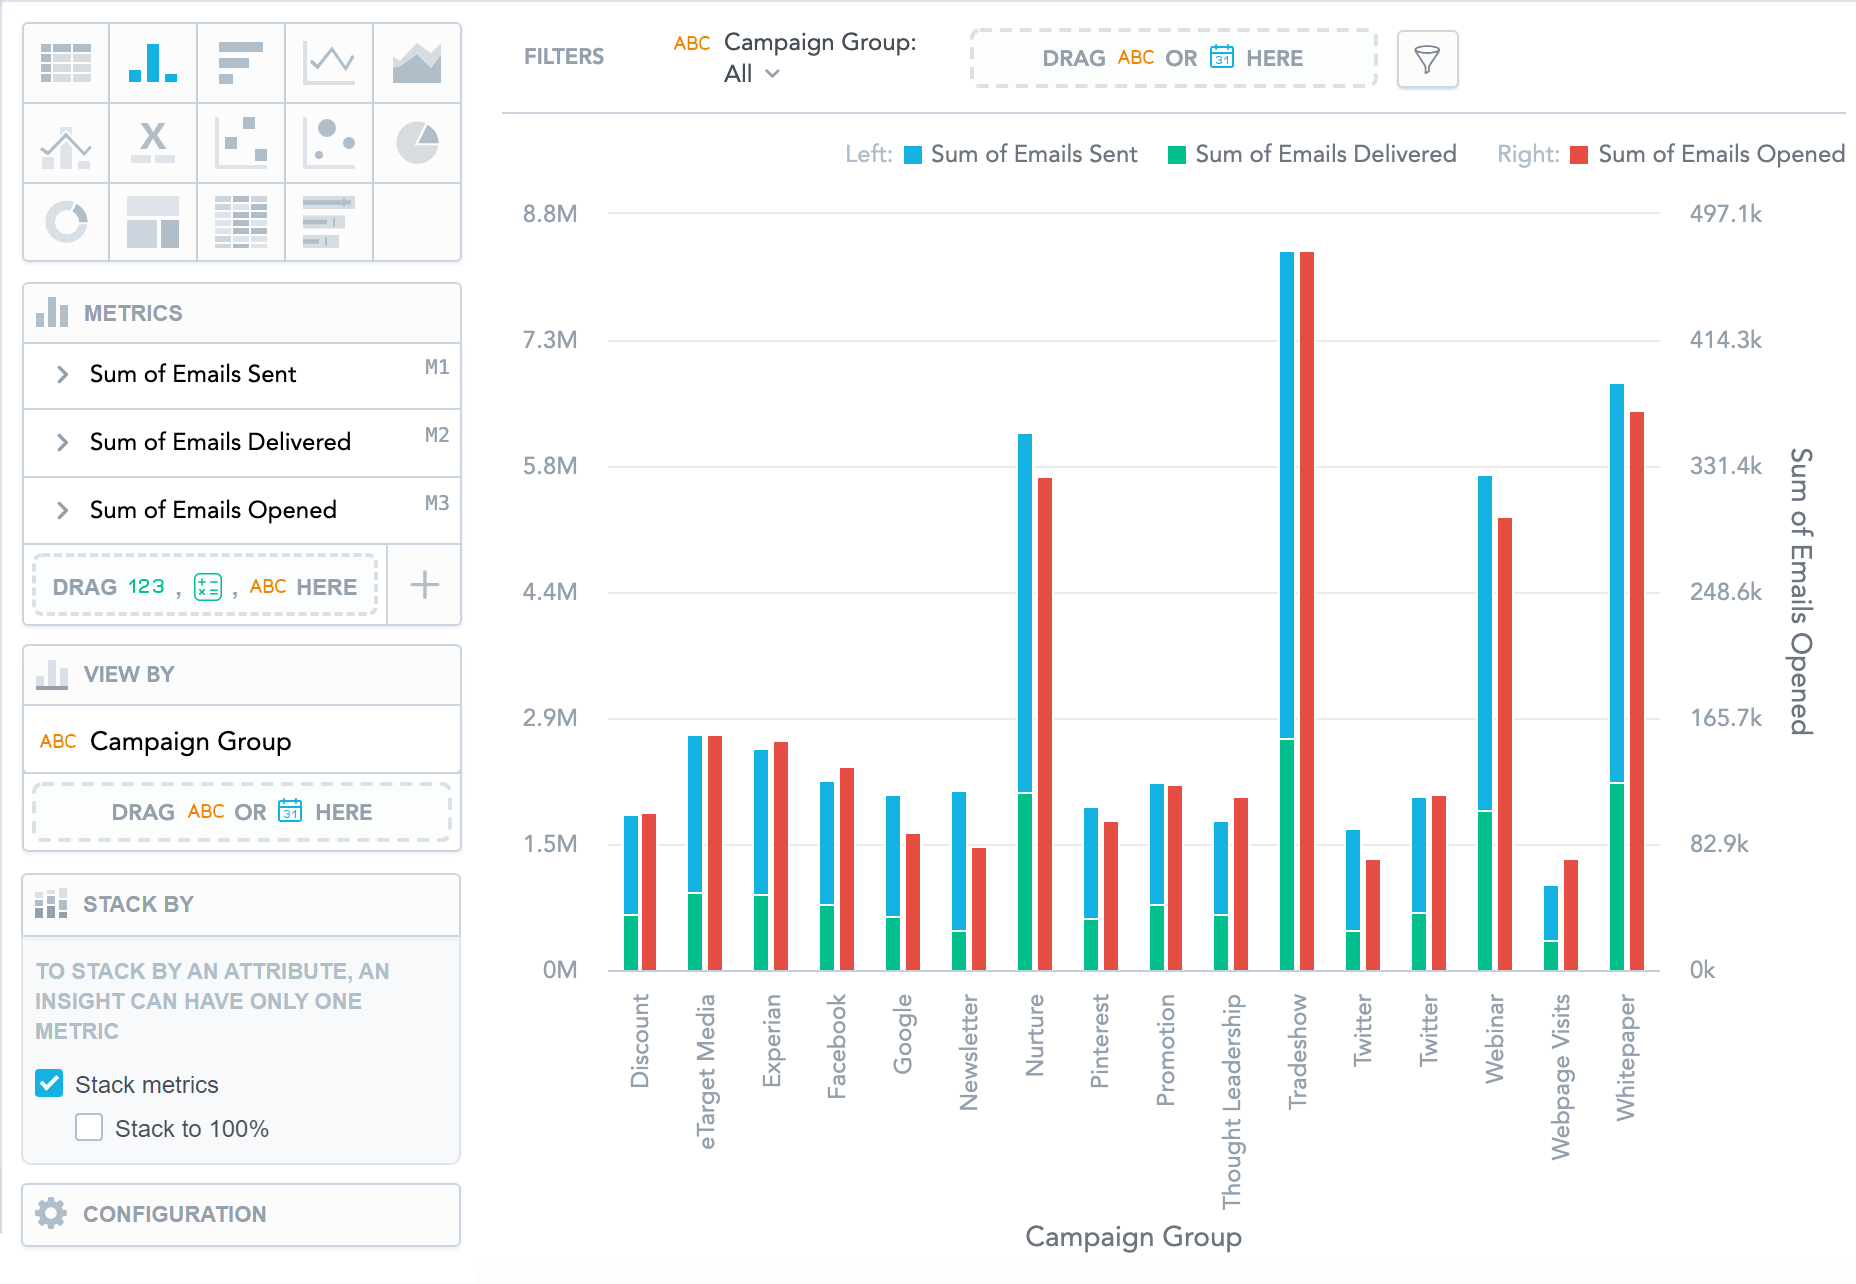 FILTERS
ABC Campaign Group:
All
DRAG ABC OR 31 HERE
Left: Sum of Emails Sent Sum of Emails Delivered Right: Sum of Emails Opened
METRICS
Sum of Emails Sent M1
Sum of Emails Delivered M2
Sum of Emails Opened M3
DRAG 123 , , ABC HERE
VIEW BY
ABC Campaign Group
DRAG ABC OR 31 HERE
STACK BY
TO STACK BY AN ATTRIBUTE, AN
INSIGHT CAN HAVE ONLY ONE
METRIC
Stack metrics
Stack to 100%
CONFIGURATION
8.8M
7.3M
5.8M
4.4M
2.9M
1.5M
0M
497.1k
414.3k
331.4k
248.6k
165.7k
82.9k
0k
Sum of Emails Opened
Discount
eTarget Media
Experian
Facebook
Google
Newsletter
Nurture
Pinterest
Promotion
Thought Leadership
Tradeshow
Twitter
Twitter
Webinar
Webpage Visits
Whitepaper
Campaign Group